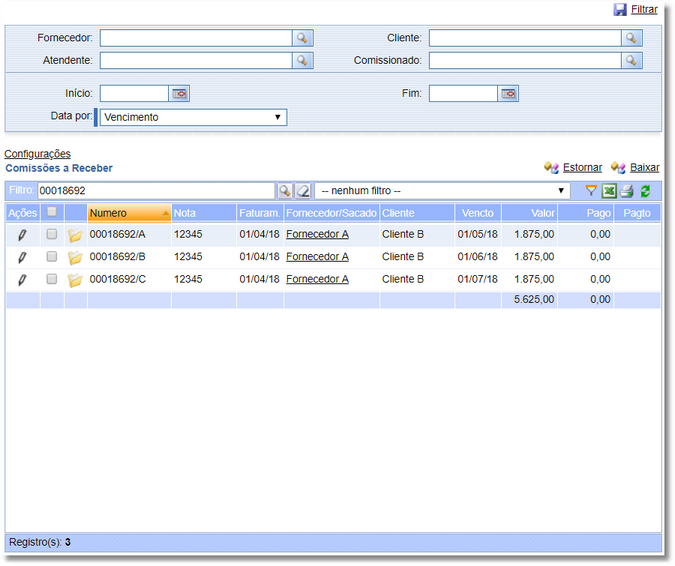 Filtrar
Fornecedor: Cliente:
Atendente: Comissionado:
Início: Fim:
Data por: Vencimento
Configurações
Comissões a Receber Estornar Baixar
Filtro: 00018692 -- nenhum filtro --
Ações Numero Nota Faturam. Fornecedor/Sacado Cliente Vencto Valor Pago Pagto
00018692/A 12345 01/04/18 Fornecedor A Cliente B 01/05/18 1.875,00 0,00
00018692/B 12345 01/04/18 Fornecedor A Cliente B 01/06/18 1.875,00 0,00
00018692/C 12345 01/04/18 Fornecedor A Cliente B 01/07/18 1.875,00 0,00
5.625,00 0,00
Registro(s): 3